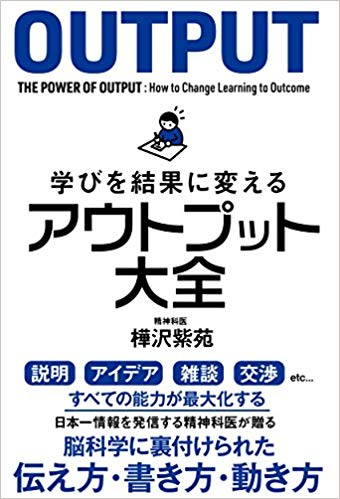 OUTPUT
THE POWER OF OUTPUT : How to Change Learning to Outcome
学びを結果に変える
アウトプット
大全
精神科医
樺沢紫苑
説明 アイデア 雑談 交渉 etc...
すべての能力が最大化する
日本一情報を発信する精神科医が贈る
脳科学に裏付けられた
伝え方・書き方・動き方